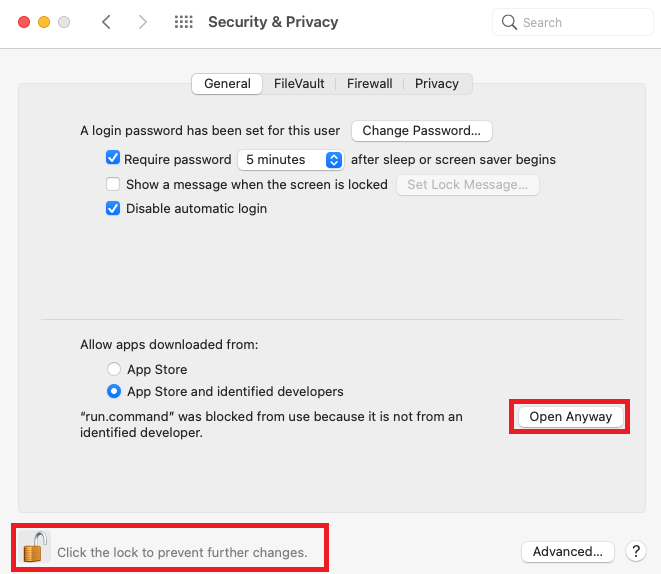 Security & Privacy
Search
General
FileVault
Firewall
Privacy
A login password has been set for this user
Change Password...
Require password
5 minutes
after sleep or screen saver begins
Show a message when the screen is locked
Set Lock Message...
Disable automatic login
Allow apps downloaded from:
App Store
App Store and identified developers
“run.command” was blocked from use because it is not from an
identified developer.
Open Anyway
Click the lock to prevent further changes.
Advanced...
?